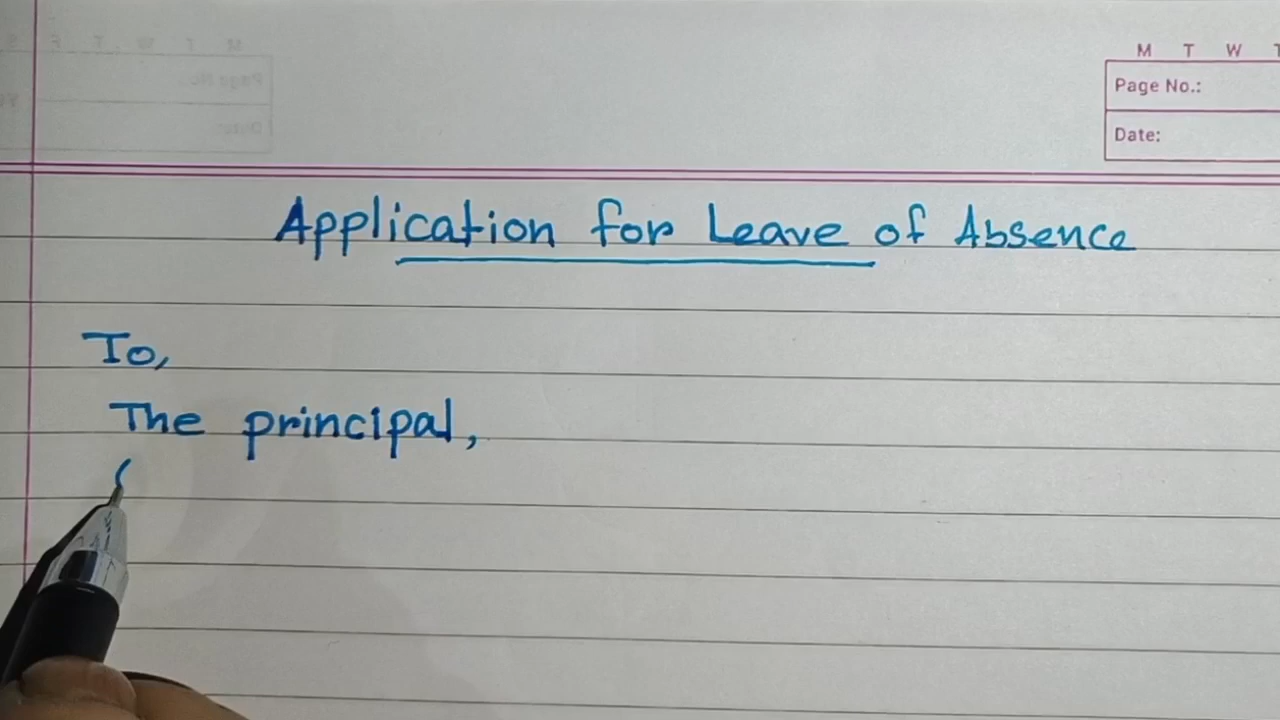 M T W T
Page No.:
Date:
Application for Leave of Absence
To,
The principal,